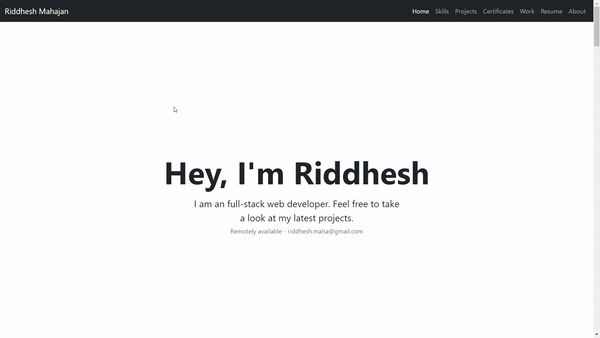 Riddhesh Mahajan
Home Skills Projects Certificates Work Resume About
Hey, I'm Riddhesh
I am an full-stack web developer. Feel free to take
a look at my latest projects.
Remotely available - riddhesh.maha@gmail.com